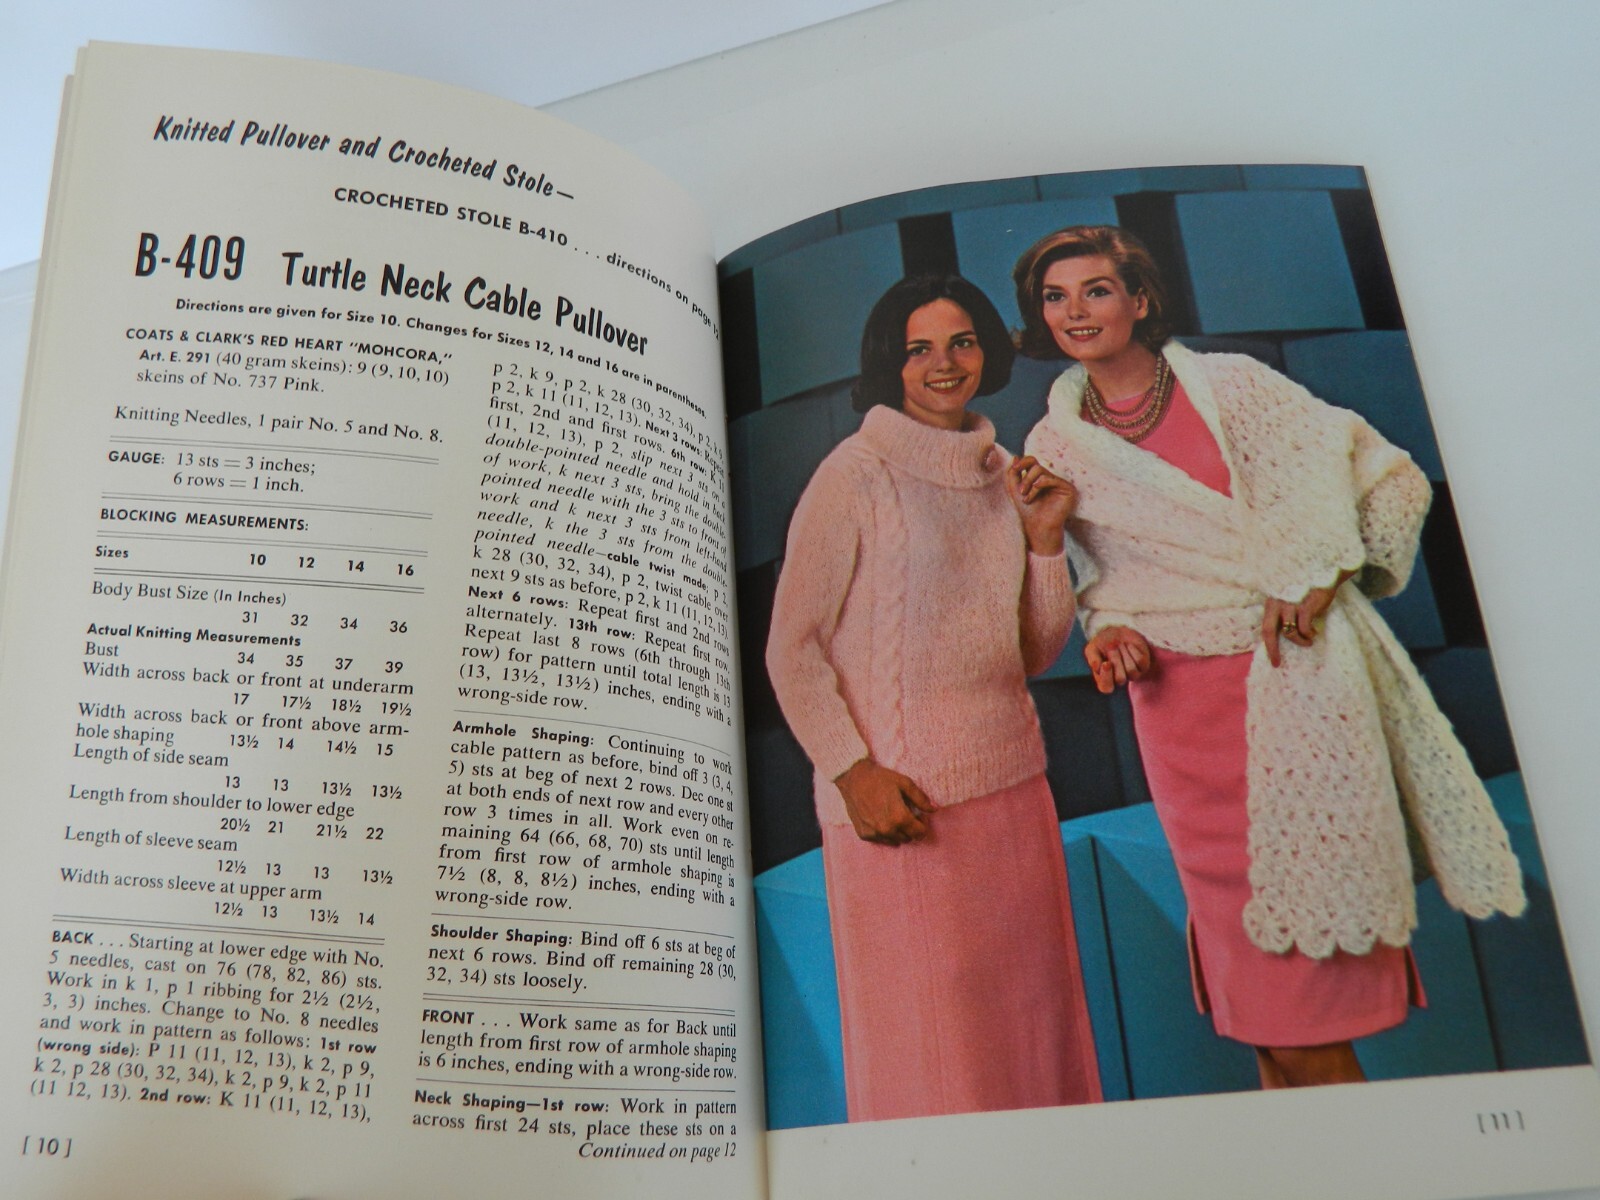 Knitted Pullover and Crocheted Stole—
CROCHETED STOLE B-410 . . . directions on page 12
B-409 Turtle Neck Cable Pullover
Directions are given for Size 10. Changes for Sizes 12, 14 and 16 are in parentheses.
COATS & CLARK'S RED HEART "MOHCORA,"
Art. E. 291 (40 gram skeins): 9 (9, 10, 10)
skeins of No. 737 Pink.
Knitting Needles, 1 pair No. 5 and No. 8.
GAUGE: 13 sts = 3 inches;
6 rows = 1 inch.
BLOCKING MEASUREMENTS:
Sizes 10 12 14 16
Body Bust Size (In Inches)
31 32 34 36
Actual Knitting Measurements
Bust 34 35 37 39
Width across back or front at underarm
17 17½ 18½ 19½
Width across back or front above arm-
hole shaping 13½ 14 14½ 15
Length of side seam
13 13 13½ 13½
Length from shoulder to lower edge
20½ 21 21½ 22
Length of sleeve seam
12½ 13 13 13½
Width across sleeve at upper arm
12½ 13 13½ 14
BACK . . . Starting at lower edge with No.
5 needles, cast on 76 (78, 82, 86) sts.
Work in k 1, p 1 ribbing for 2½ (2½,
3, 3) inches. Change to No. 8 needles
and work in pattern as follows: 1st row
(wrong side): P 11 (11, 12, 13), k 2, p 9,
k 2, p 28 (30, 32, 34), k 2, p 9, k 2, p 11
(11 12, 13). 2nd row: K 11 (11, 12, 13),
p 2, k 9, p 2, k 28 (30, 32, 34), p 2, k 9,
p 2, k 11 (11, 12, 13). Next 3 rows: Repeat
first, 2nd and first rows. 6th row: K 11
(11, 12, 13), p 2, slip next 3 sts on a
double-pointed needle and hold in back
of work, k next 3 sts, bring the double-
pointed needle with the 3 sts to front of
work and k next 3 sts from left-hand
needle, k the 3 sts from the double-
pointed needle—cable twist made; p 2,
k 28 (30, 32, 34), p 2, twist cable over
next 9 sts as before, p 2, k 11 (11, 12, 13).
Next 6 rows: Repeat first and 2nd rows
alternately. 13th row: Repeat first row.
Repeat last 8 rows (6th through 13th
row) for pattern until total length is 13
(13, 13½, 13½) inches, ending with a
wrong-side row.
Armhole Shaping: Continuing to work
cable pattern as before, bind off 3 (3, 4,
5) sts at beg of next 2 rows. Dec one st
at both ends of next row and every other
row 3 times in all. Work even on re-
maining 64 (66, 68, 70) sts until length
from first row of armhole shaping is
7½ (8, 8, 8½) inches, ending with a
wrong-side row.
Shoulder Shaping: Bind off 6 sts at beg of
next 6 rows. Bind off remaining 28 (30,
32, 34) sts loosely.
FRONT . . . Work same as for Back until
length from first row of armhole shaping
is 6 inches, ending with a wrong-side row.
Neck Shaping—1st row: Work in pattern
across first 24 sts, place these sts on a
Continued on page 12
[ 10 ]
[ 11 ]